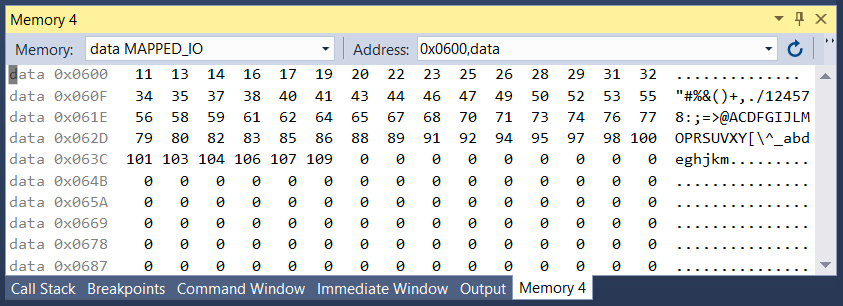 Memory 4
Memory: data MAPPED_IO Address: 0x0600,data
data 0x0600 11 13 14 16 17 19 20 22 23 25 26 28 29 31 32 ..............
data 0x060F 34 35 37 38 40 41 43 44 46 47 49 50 52 53 55 "#%&()+,./12457
data 0x061E 56 58 59 61 62 64 65 67 68 70 71 73 74 76 77 8:;=>@ACDFGIJLM
data 0x062D 79 80 82 83 85 86 88 89 91 92 94 95 97 98 100 OPRSUVXY[\^_abd
data 0x063C 101 103 104 106 107 109 0 0 0 0 0 0 0 0 0 eghjkm.........
data 0x064B 0 0 0 0 0 0 0 0 0 0 0 0 0 0 0 ...............
data 0x065A 0 0 0 0 0 0 0 0 0 0 0 0 0 0 0 ...............
data 0x0669 0 0 0 0 0 0 0 0 0 0 0 0 0 0 0 ...............
data 0x0678 0 0 0 0 0 0 0 0 0 0 0 0 0 0 0 ...............
data 0x0687 0 0 0 0 0 0 0 0 0 0 0 0 0 0 0 ...............
Call Stack Breakpoints Command Window Immediate Window Output Memory 4